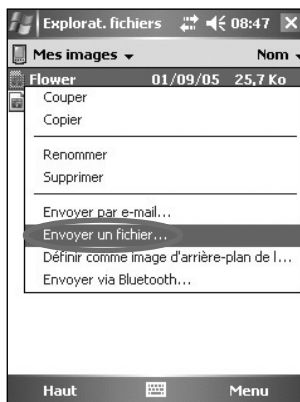 Explorat. fichiers 08:47
Mes images Nom
Flower 01/09/05 25,7 Ko
Couper
Copier
Renommer
Supprimer
Envoyer par e-mail...
Envoyer un fichier...
Définir comme image d'arrière-plan de l...
Envoyer via Bluetooth...
Haut Menu